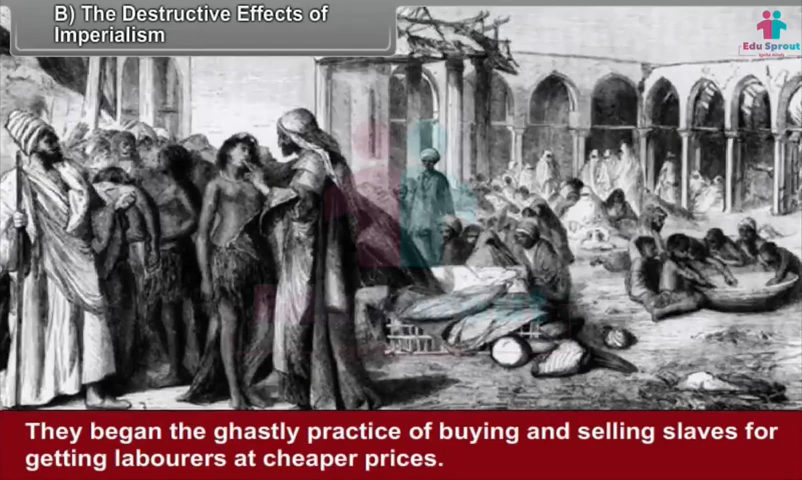 B) The Destructive Effects of
Imperialism
Edu Sprout
They began the ghastly practice of buying and selling slaves for
getting labourers at cheaper prices.